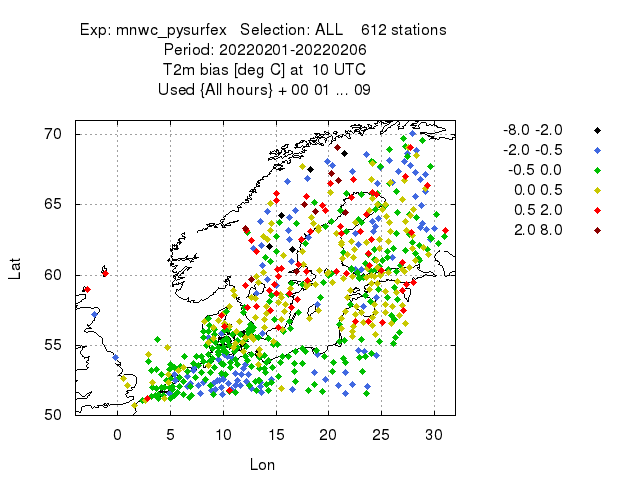 Exp: mnwc_pysurfex Selection: ALL 612 stations
Period: 20220201-20220206
T2m bias [deg C] at 10 UTC
Used {All hours} + 00 01 ... 09
-8.0 -2.0
-2.0 -0.5
-0.5 0.0
0.0 0.5
0.5 2.0
2.0 8.0
70
65
60
55
50
Lat
0 5 10 15 20 25 30
Lon